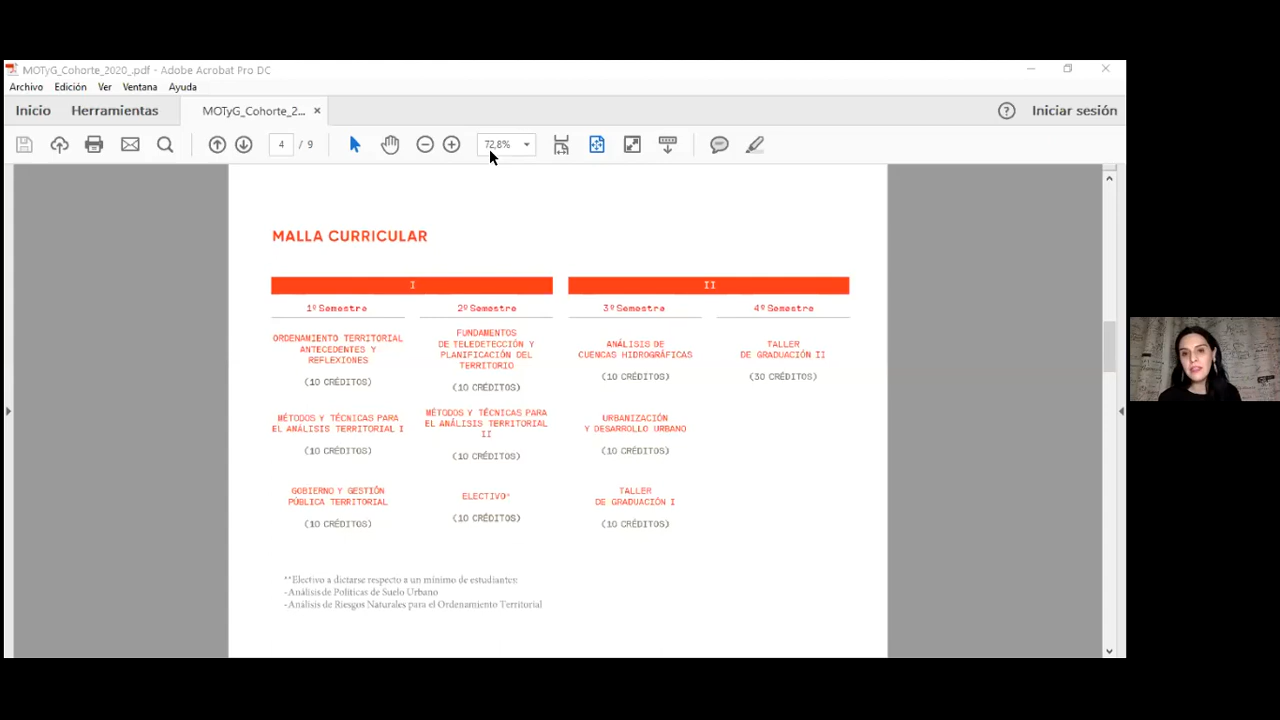 MOTyG_Cohorte_2020_.pdf - Adobe Acrobat Pro DC
Archivo Edición Ver Ventana Ayuda
Inicio Herramientas MOTyG_Cohorte_2... × Iniciar sesión
4 / 9 72,8%
MALLA CURRICULAR
I II
1º Semestre 2º Semestre 3º Semestre 4º Semestre
ORDENAMIENTO TERRITORIAL
ANTECEDENTES Y
REFLEXIONES
(10 CRÉDITOS)
FUNDAMENTOS
DE TELEDETECCIÓN Y
PLANIFICACIÓN DEL
TERRITORIO
(10 CRÉDITOS)
ANÁLISIS DE
CUENCAS HIDROGRÁFICAS
(10 CRÉDITOS)
TALLER
DE GRADUACIÓN II
(30 CRÉDITOS)
MÉTODOS Y TÉCNICAS PARA
EL ANÁLISIS TERRITORIAL I
(10 CRÉDITOS)
MÉTODOS Y TÉCNICAS PARA
EL ANÁLISIS TERRITORIAL
II
(10 CRÉDITOS)
URBANIZACIÓN
Y DESARROLLO URBANO
(10 CRÉDITOS)
GOBIERNO Y GESTIÓN
PÚBLICA TERRITORIAL
(10 CRÉDITOS)
ELECTIVO*
(10 CRÉDITOS)
TALLER
DE GRADUACIÓN I
(10 CRÉDITOS)
**Electivo a dictarse respecto a un mínimo de estudiantes:
-Análisis de Políticas de Suelo Urbano
-Análisis de Riesgos Naturales para el Ordenamiento Territorial